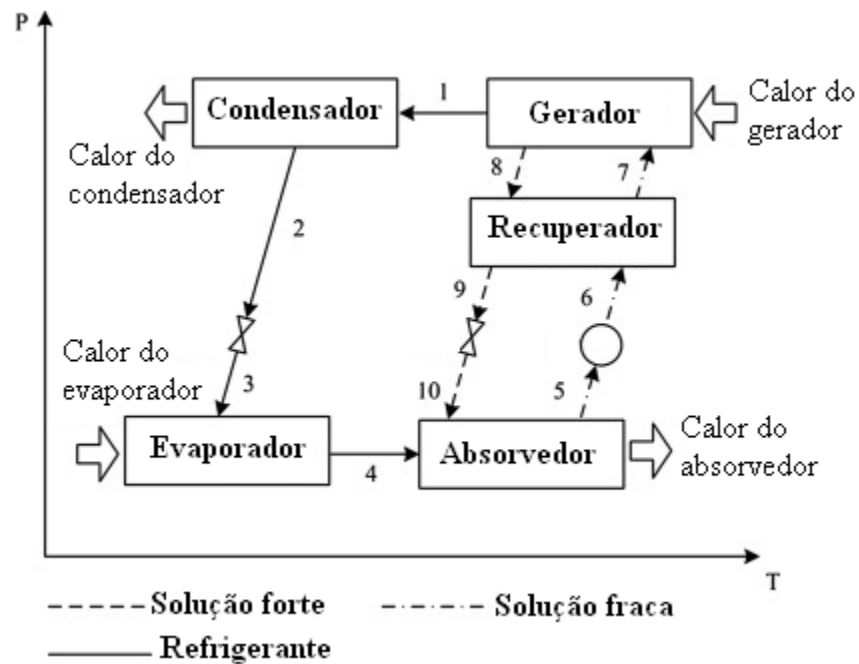 P
Condensador
1
Gerador
Calor do
gerador
Calor do
condensador
8
7
2
Recuperador
9
6
Calor do
evaporador
3
10
5
Evaporador
4
Absorvedor
Calor do
absorvedor
T
Solução forte
Solução fraca
Refrigerante